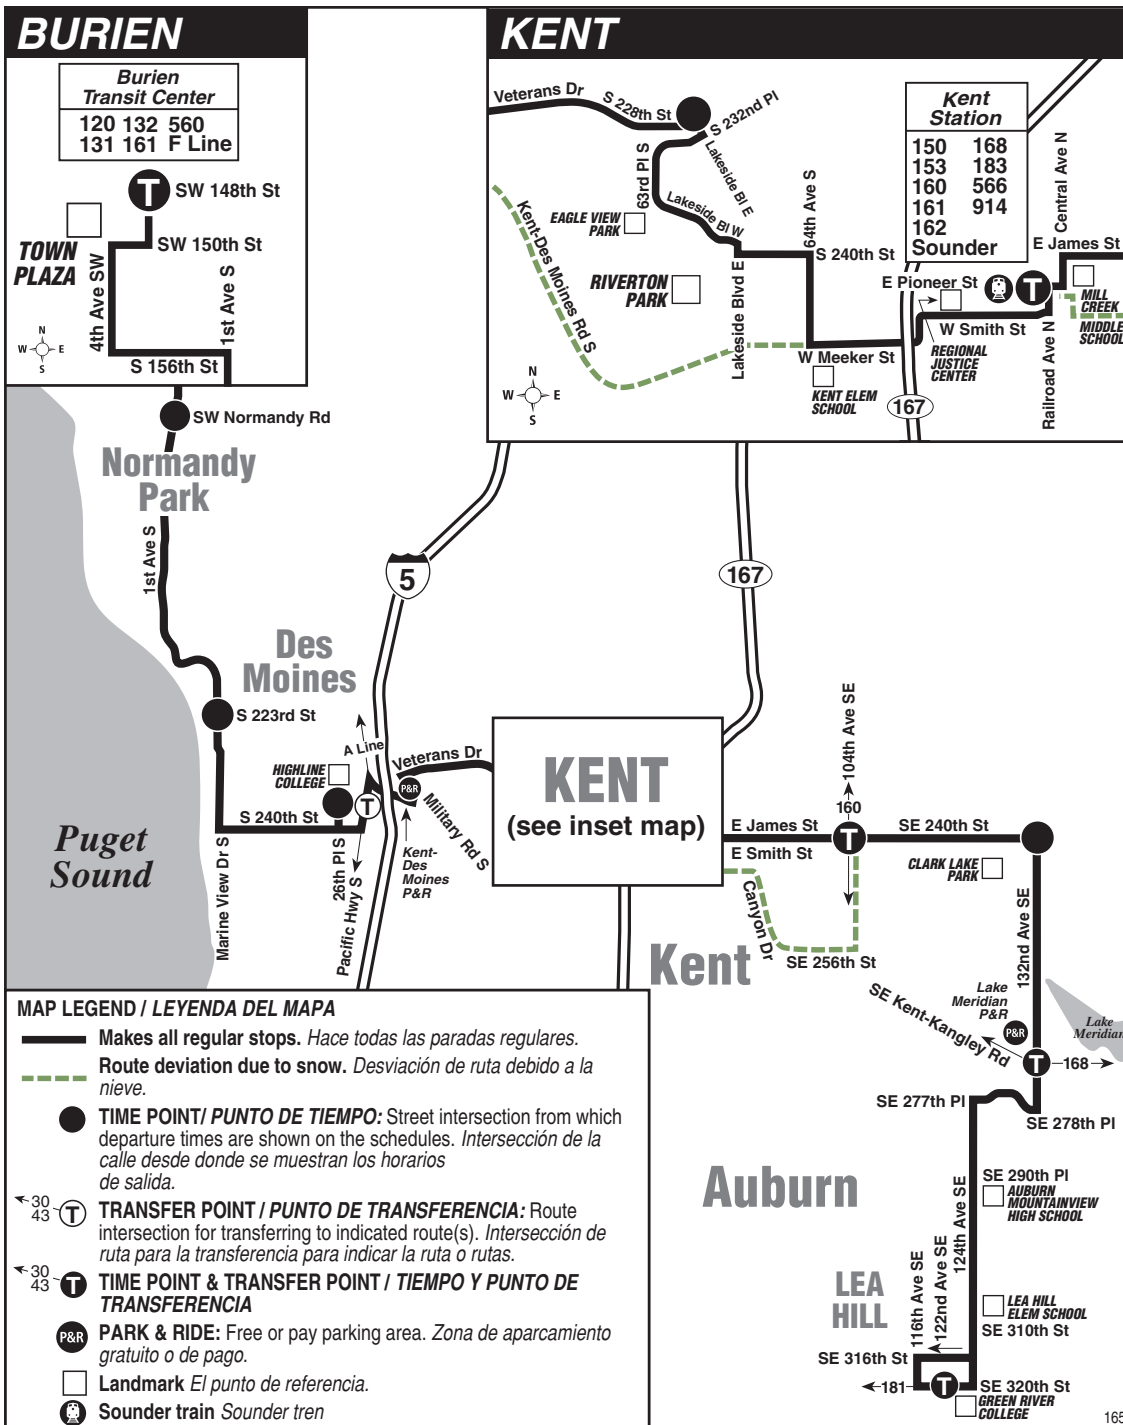 BURIEN
Burien
Transit Center
120 132 560
131 161 F Line
T
SW 148th St
TOWN
PLAZA
SW 150th St
4th Ave SW
1st Ave S
S 156th St
N
W E
S
KENT
Veterans Dr
S 228th St
S 232nd Pl
63rd Pl S
Lakeside Bl E
Lakeside Bl W
EAGLE VIEW
PARK
Kent-Des Moines Rd S
RIVERTON
PARK
Lakeside Blvd E
64th Ave S
S 240th St
W Meeker St
KENT ELEM
SCHOOL
N
W E
S
Kent
Station
150 168
153 183
160 566
161 914
162
Sounder
Central Ave N
E James St
E Pioneer St
T
MILL
CREEK
MIDDLE
SCHOOL
W Smith St
REGIONAL
JUSTICE
CENTER
Railroad Ave N
167
SW Normandy Rd
Normandy
Park
1st Ave S
5
167
Des
Moines
S 223rd St
A Line
Veterans Dr
HIGHLINE
COLLEGE
P&R
T
S 240th St
Military Rd S
Kent-
Des
Moines
P&R
26th Pl S
Pacific Hwy S
Marine View Dr S
Puget
Sound
KENT
(see inset map)
104th Ave SE
160
E James St
T
SE 240th St
E Smith St
CLARK LAKE
PARK
Canyon Dr
SE 256th St
Kent
132nd Ave SE
Lake
Meridian
P&R
P&R
SE Kent-Kangley Rd
Lake
Meridian
T
168
SE 277th Pl
SE 278th Pl
Auburn
124th Ave SE
SE 290th Pl
AUBURN
MOUNTAINVIEW
HIGH SCHOOL
LEA
HILL
116th Ave SE
122nd Ave SE
LEA HILL
ELEM SCHOOL
SE 310th St
SE 316th St
181
T
SE 320th St
GREEN RIVER
COLLEGE
165
MAP LEGEND / LEYENDA DEL MAPA
Makes all regular stops. Hace todas las paradas regulares.
Route deviation due to snow. Desviación de ruta debido a la
nieve.
TIME POINT/ PUNTO DE TIEMPO: Street intersection from which
departure times are shown on the schedules. Intersección de la
calle desde donde se muestran los horarios
de salida.
30
43
T
TRANSFER POINT / PUNTO DE TRANSFERENCIA: Route
intersection for transferring to indicated route(s). Intersección de
ruta para la transferencia para indicar la ruta o rutas.
30
43
T
TIME POINT & TRANSFER POINT / TIEMPO Y PUNTO DE
TRANSFERENCIA
P&R
PARK & RIDE: Free or pay parking area. Zona de aparcamiento
gratuito o de pago.
Landmark El punto de referencia.
Sounder train Sounder tren